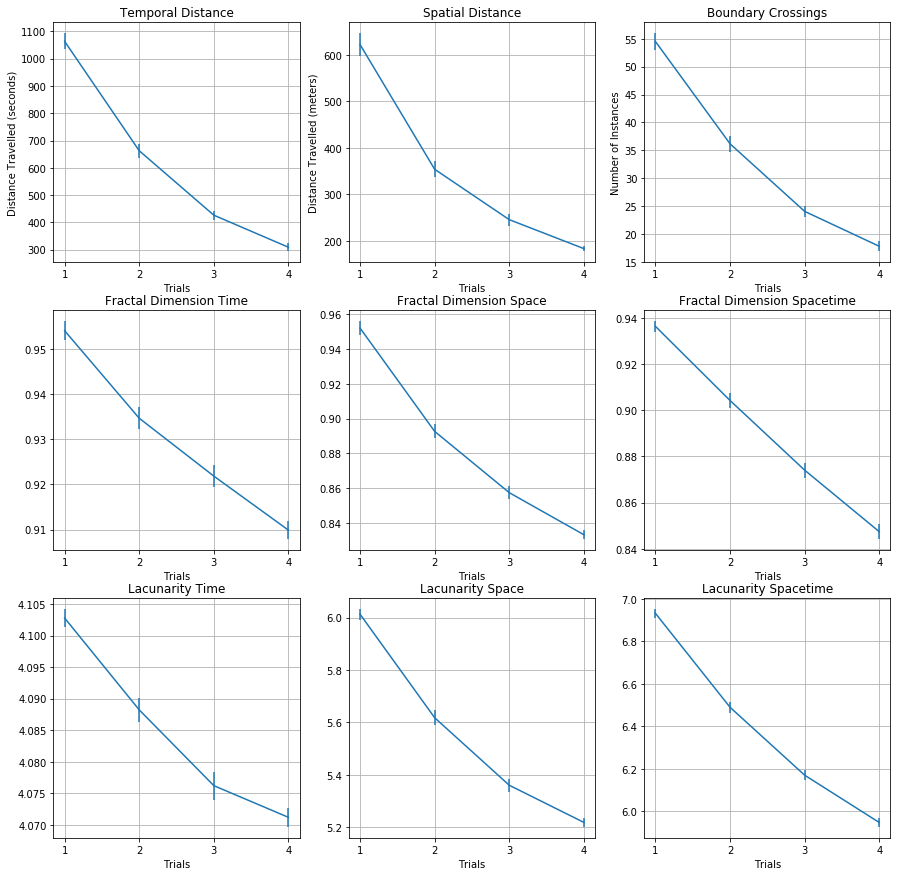 Temporal Distance
Distance Travelled (seconds)
1100
1000
900
800
700
600
500
400
300
1 2 3 4
Trials
Spatial Distance
Distance Travelled (meters)
600
500
400
300
200
1 2 3 4
Trials
Boundary Crossings
Number of Instances
55
50
45
40
35
30
25
20
15
1 2 3 4
Trials
Fractal Dimension Time
0.95
0.94
0.93
0.92
0.91
1 2 3 4
Trials
Fractal Dimension Space
0.96
0.94
0.92
0.90
0.88
0.86
0.84
1 2 3 4
Trials
Fractal Dimension Spacetime
0.94
0.92
0.90
0.88
0.86
0.84
1 2 3 4
Trials
Lacunarity Time
4.105
4.100
4.095
4.090
4.085
4.080
4.075
4.070
1 2 3 4
Trials
Lacunarity Space
6.0
5.8
5.6
5.4
5.2
1 2 3 4
Trials
Lacunarity Spacetime
7.0
6.8
6.6
6.4
6.2
6.0
1 2 3 4
Trials